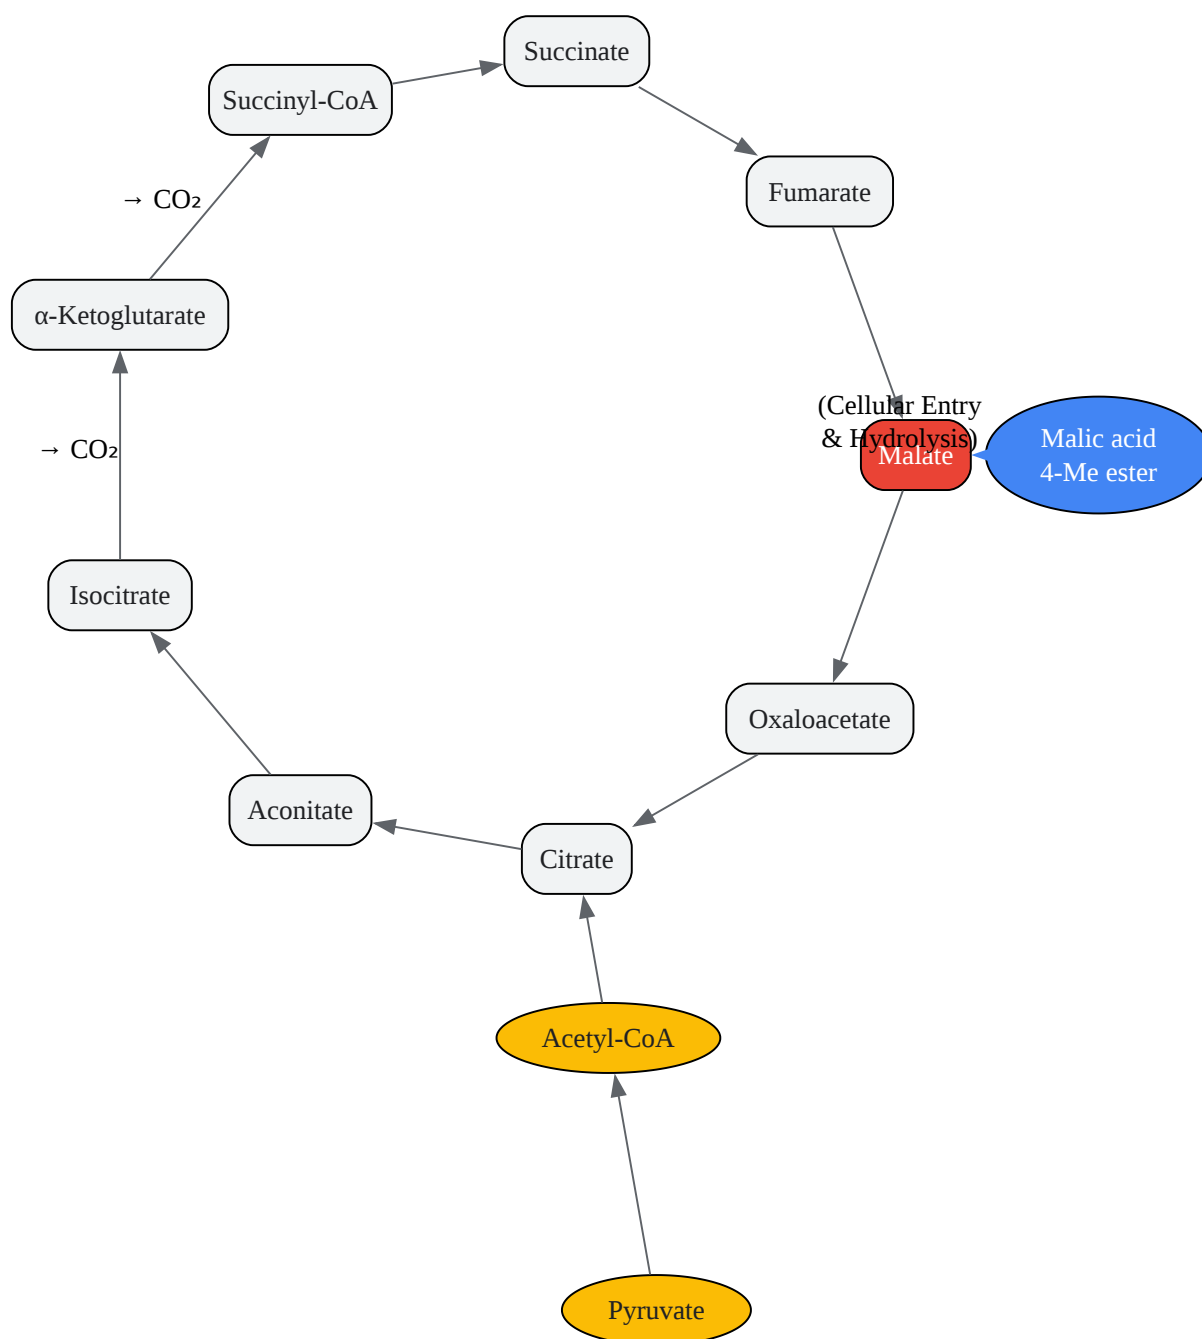 Succinate
Succinyl-CoA
Fumarate
→ CO₂
α-Ketoglutarate
(Cellular Entry
& Hydrolysis)
Malate
Malic acid
4-Me ester
→ CO₂
Isocitrate
Oxaloacetate
Aconitate
Citrate
Acetyl-CoA
Pyruvate